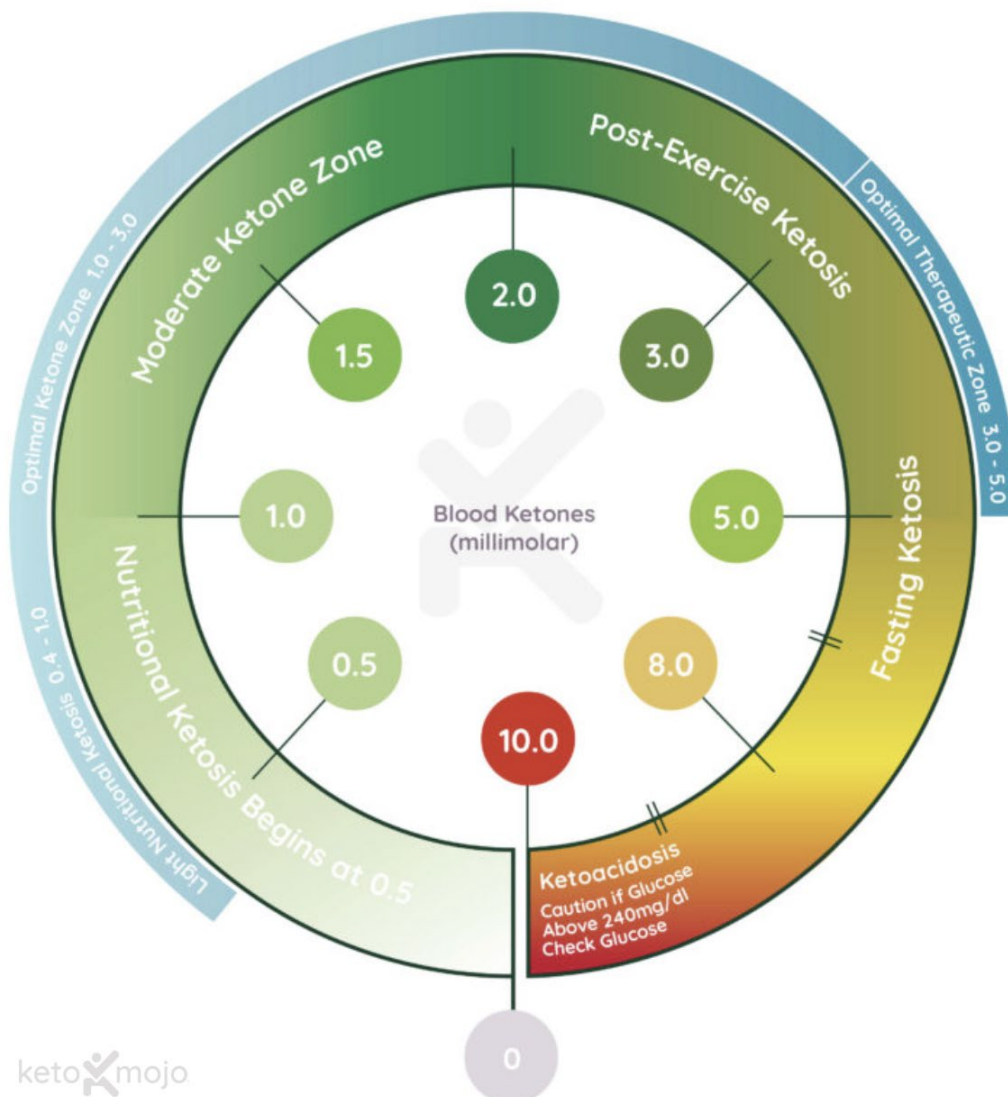 Optimal Ketone Zone 1.0 - 3.0
Optimal Therapeutic Zone 3.0 - 5.0
Light Nutritional Ketosis 0.4 - 1.0
Moderate Ketone Zone
Post-Exercise Ketosis
Nutritional Ketosis Begins at 0.5
Fasting Ketosis
2.0
1.5
3.0
1.0
Blood Ketones
(millimolar)
5.0
0.5
8.0
10.0
Ketoacidosis
Caution if Glucose
Above 240mg/dl
Check Glucose
0
keto mojo